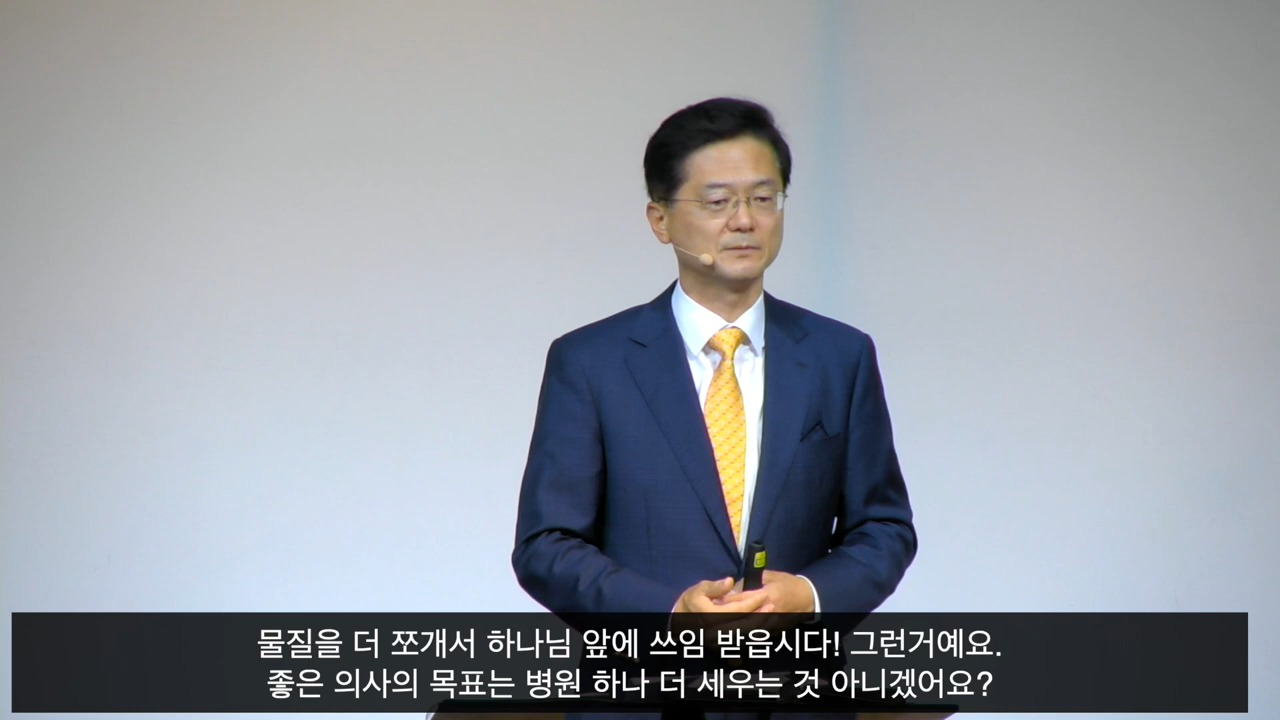 물질을 더 쪼개서 하나님 앞에 쓰임 받읍시다! 그런거예요.
좋은 의사의 목표는 병원 하나 더 세우는 것 아니겠어요?